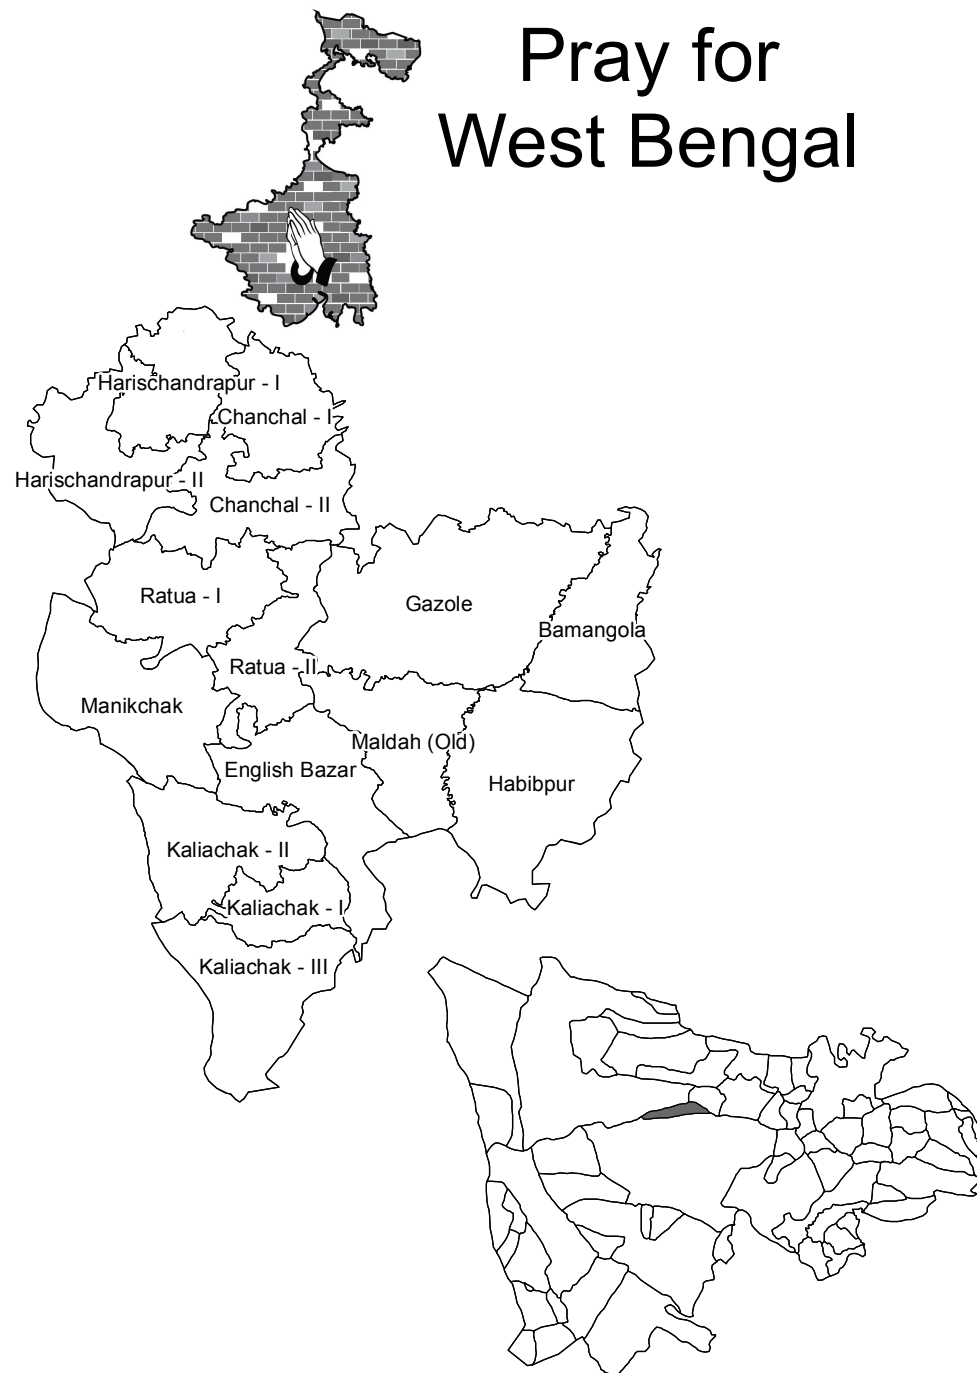 Pray for
West Bengal
Harischandrapur - I
Chanchal - I
Harischandrapur - II
Chanchal - II
Ratua - I
Gazole
Bamangola
Ratua - II
Manikchak
Maldah (Old)
English Bazar
Habibpur
Kaliachak - II
Kaliachak - I
Kaliachak - III